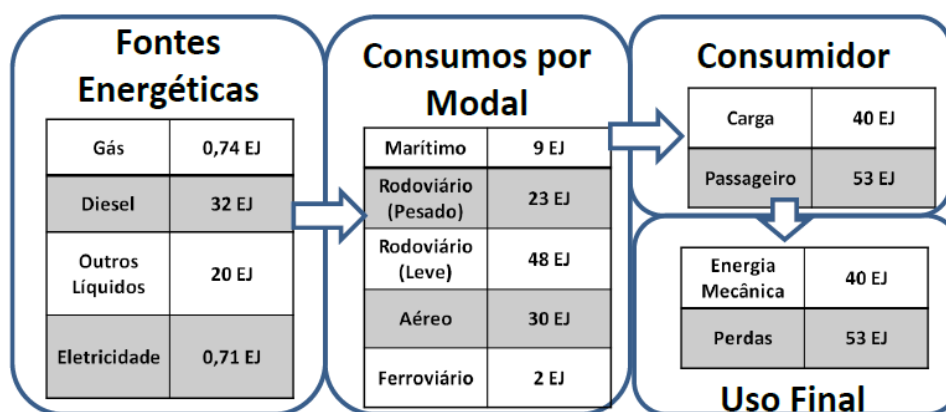 Fontes
Energéticas
Gás 0,74 EJ
Diesel 32 EJ
Outros
Líquidos 20 EJ
Eletricidade 0,71 EJ
Consumos por
Modal
Marítimo 9 EJ
Rodoviário
(Pesado) 23 EJ
Rodoviário
(Leve) 48 EJ
Aéreo 30 EJ
Ferroviário 2 EJ
Consumidor
Carga 40 EJ
Passageiro 53 EJ
Energia
Mecânica 40 EJ
Perdas 53 EJ
Uso Final